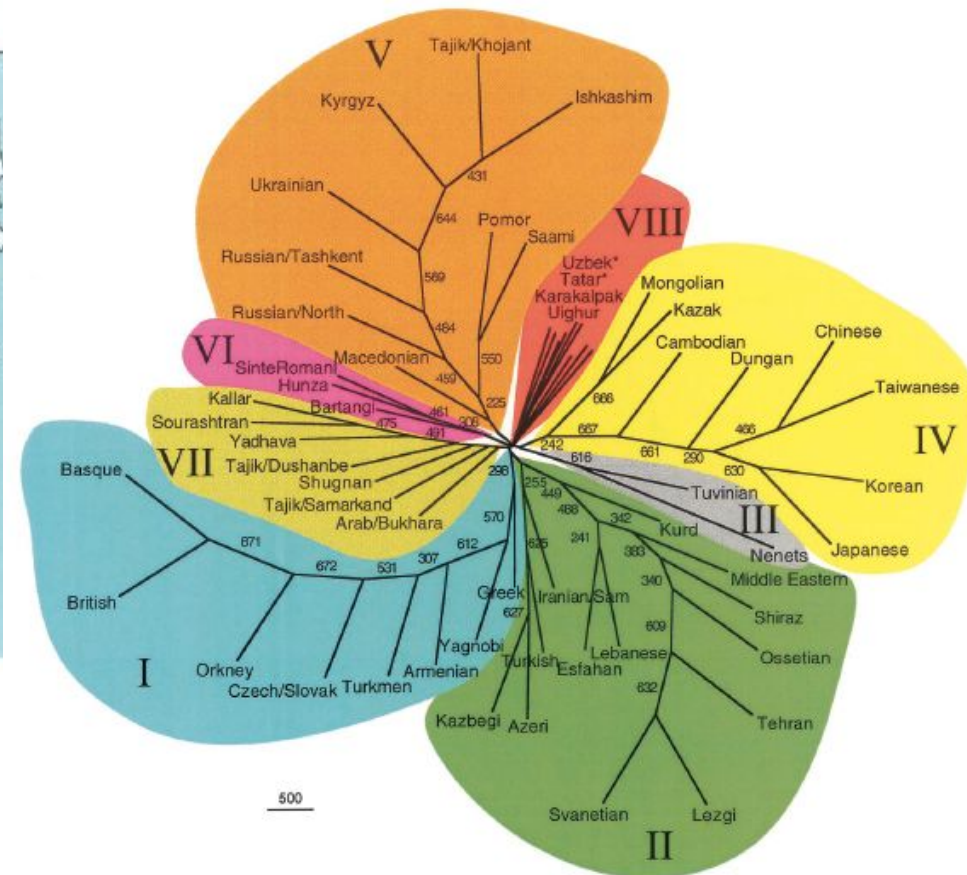 V
Tajik/Khojant
Kyrgyz
Ishkashim
431
Ukrainian
644
Pomor
Saami
VIII
Russian/Tashkent
569
Uzbek*
Tatar*
Karakalpak
Uighur
Mongolian
Kazak
Russian/North
464
Cambodian
Chinese
Dungan
VI
SinteRomani
Macedonian
459
550
Taiwanese
Hunza
666
Kallar
Bartangi
461
306
225
466
IV
Sourashtran
475
491
667
Yadhava
242
661
290
630
VII
Tajik/Dushanbe
616
Basque
Shugnan
298
255
Tuvinian
Korean
Tajik/Samarkand
449
III
Arab/Bukhara
570
488
342
Kurd
Nenets
Japanese
671
672
531
307
612
625
241
383
Middle Eastern
British
Greek
Iranian/Sam
340
Shiraz
627
609
I
Yagnobi
Lebanese
Ossetian
Orkney
Armenian
Turkish
Esfahan
Czech/Slovak
Turkmen
632
Kazbegi
Azeri
Tehran
500
Svanetian
Lezgi
II